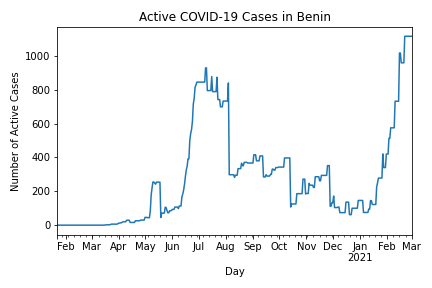 Active COVID-19 Cases in Benin
Number of Active Cases
1000
800
600
400
200
0
Feb Mar Apr May Jun Jul Aug Sep Oct Nov Dec Jan Feb Mar
2021
Day